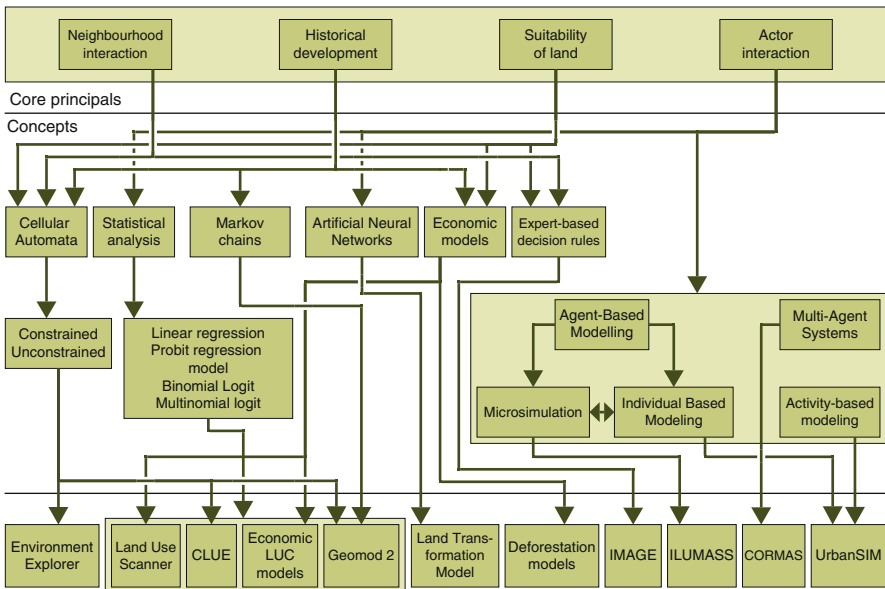 Neighbourhood
interaction
Historical
development
Suitability
of land
Actor
interaction
Core principals
Concepts
Cellular
Automata
Statistical
analysis
Markov
chains
Artificial Neural
Networks
Economic
models
Expert-based
decision rules
Constrained
Unconstrained
Linear regression
Probit regression
model
Binomial Logit
Multinomial logit
Agent-Based
Modelling
Multi-Agent
Systems
Microsimulation
Individual Based
Modeling
Activity-based
modeling
Environment
Explorer
Land Use
Scanner
CLUE
Economic
LUC
models
Geomod 2
Land Trans-
formation
Model
Deforestation
models
IMAGE
ILUMASS
CORMAS
UrbanSIM